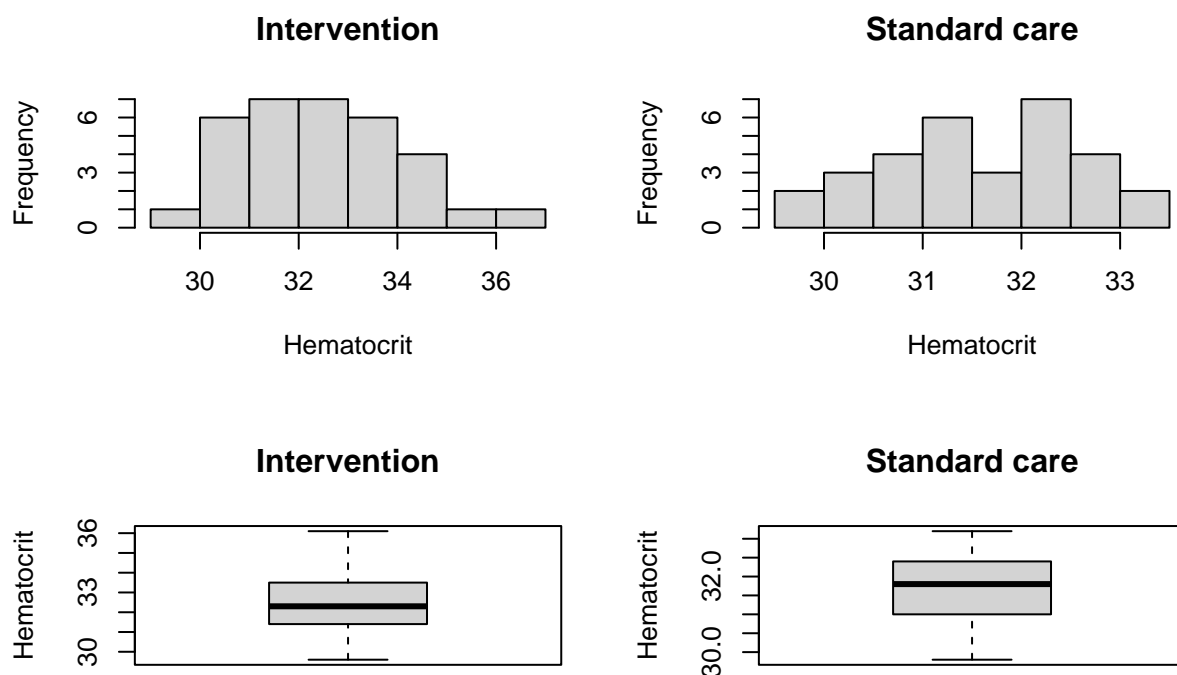 Intervention
Frequency
0 3 6
30 32 34 36
Hematocrit
Standard care
Frequency
0 3 6
30 31 32 33
Hematocrit
Intervention
Hematocrit
30 33 36
Standard care
Hematocrit
30.0 32.0